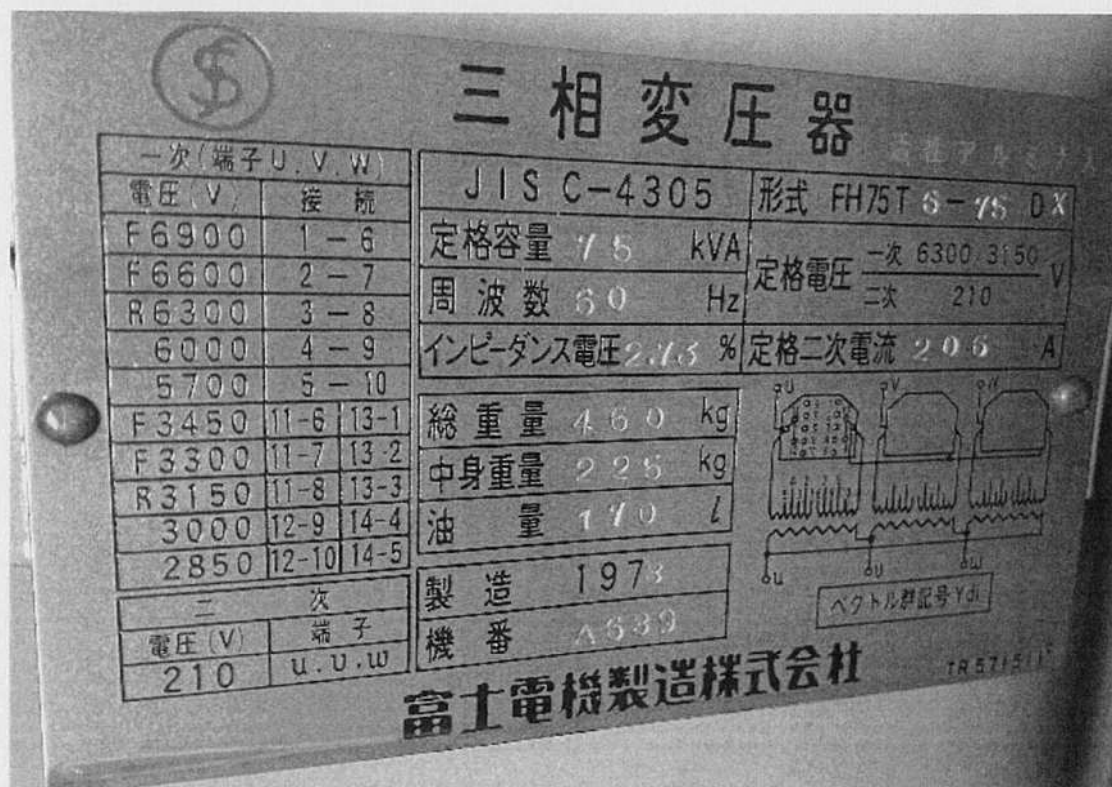 三相変圧器
一次(端子U.V.W)
電圧(V) 接続
F6900 1-6
F6600 2-7
R6300 3-8
6000 4-9
5700 5-10
F3450 11-6 13-1
F3300 11-7 13-2
R3150 11-8 13-3
3000 12-9 14-4
2850 12-10 14-5
二次
電圧(V) 端子
210 u.v.w
JIS C-4305
形式 FH75T 6-75 DX
定格容量 75 kVA
定格電圧 一次 6300/3150 二次 210 V
周波数 60 Hz
インピーダンス電圧 2.75 %
定格二次電流 206 A
総重量 460 kg
中身重量 225 kg
油量 170 l
製造 1973
機番
U V W
u v w
ベクトル群記号 Yd1
富士電機製造株式会社